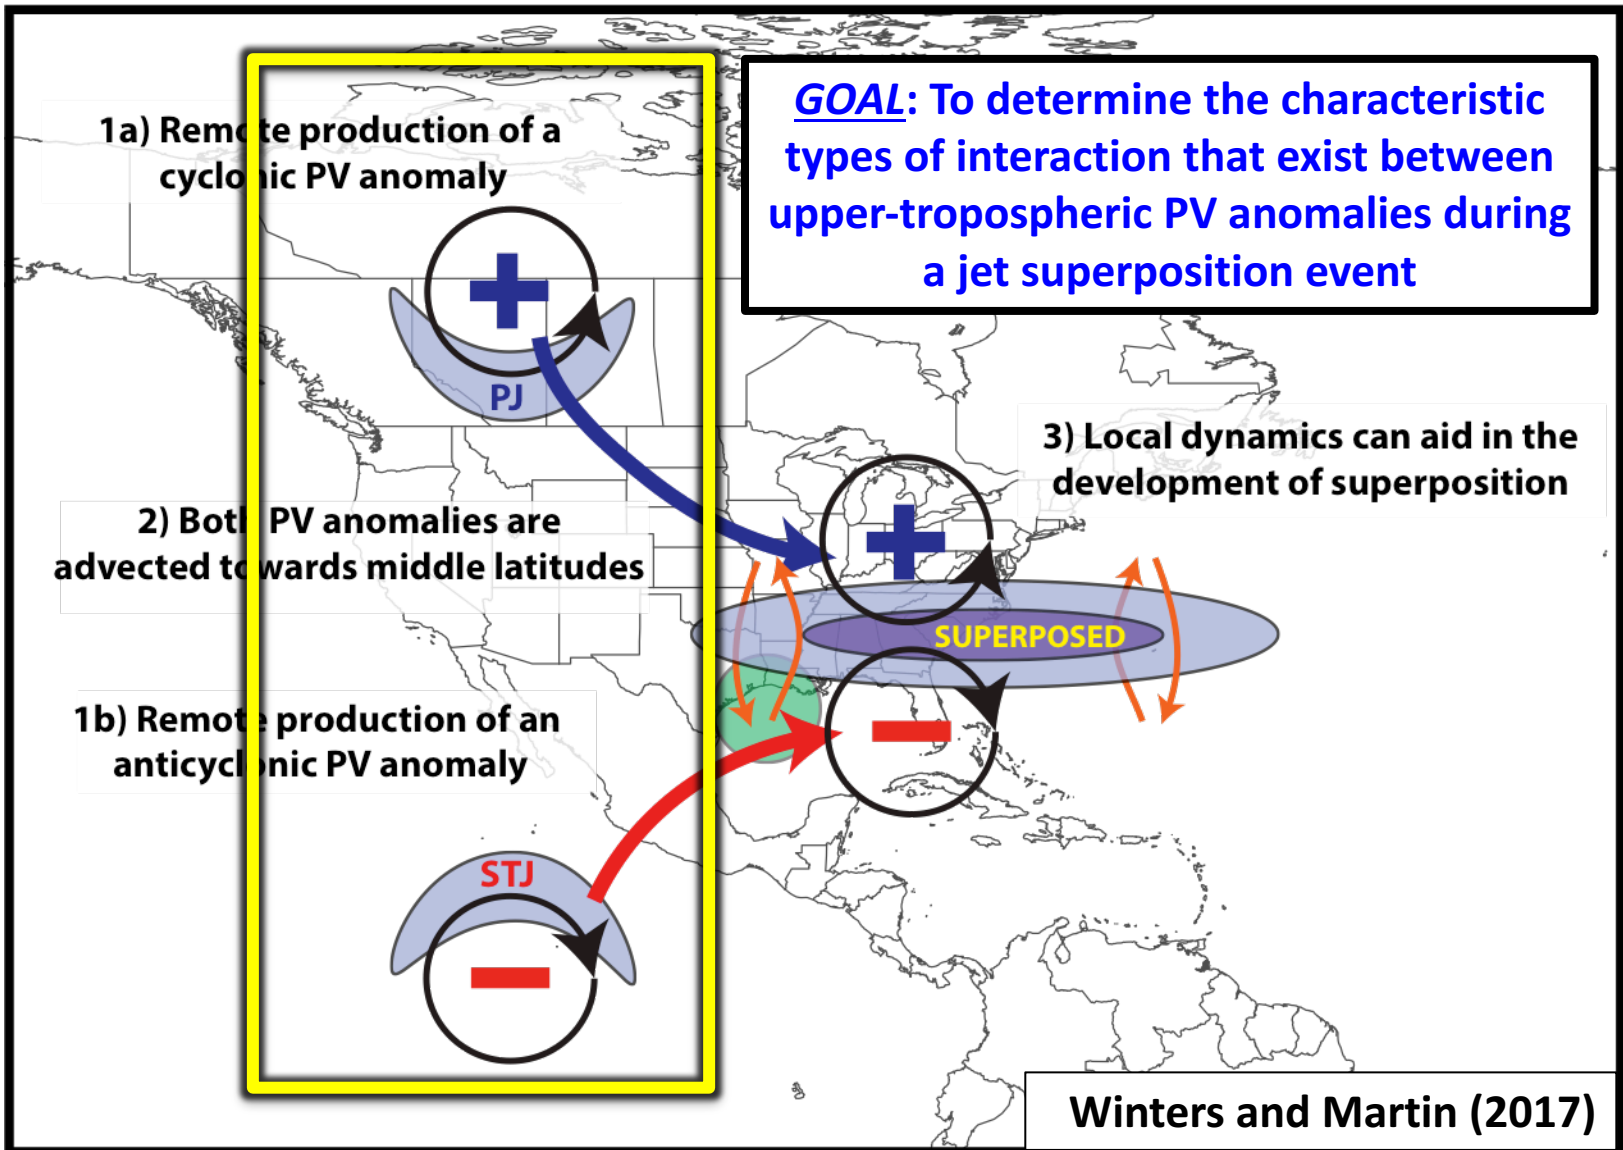 GOAL: To determine the characteristic
types of interaction that exist between
upper-tropospheric PV anomalies during
a jet superposition event
1a) Remote production of a
cyclonic PV anomaly
PJ
3) Local dynamics can aid in the
development of superposition
2) Both PV anomalies are
advected towards middle latitudes
SUPERPOSED
1b) Remote production of an
anticyclonic PV anomaly
STJ
Winters and Martin (2017)